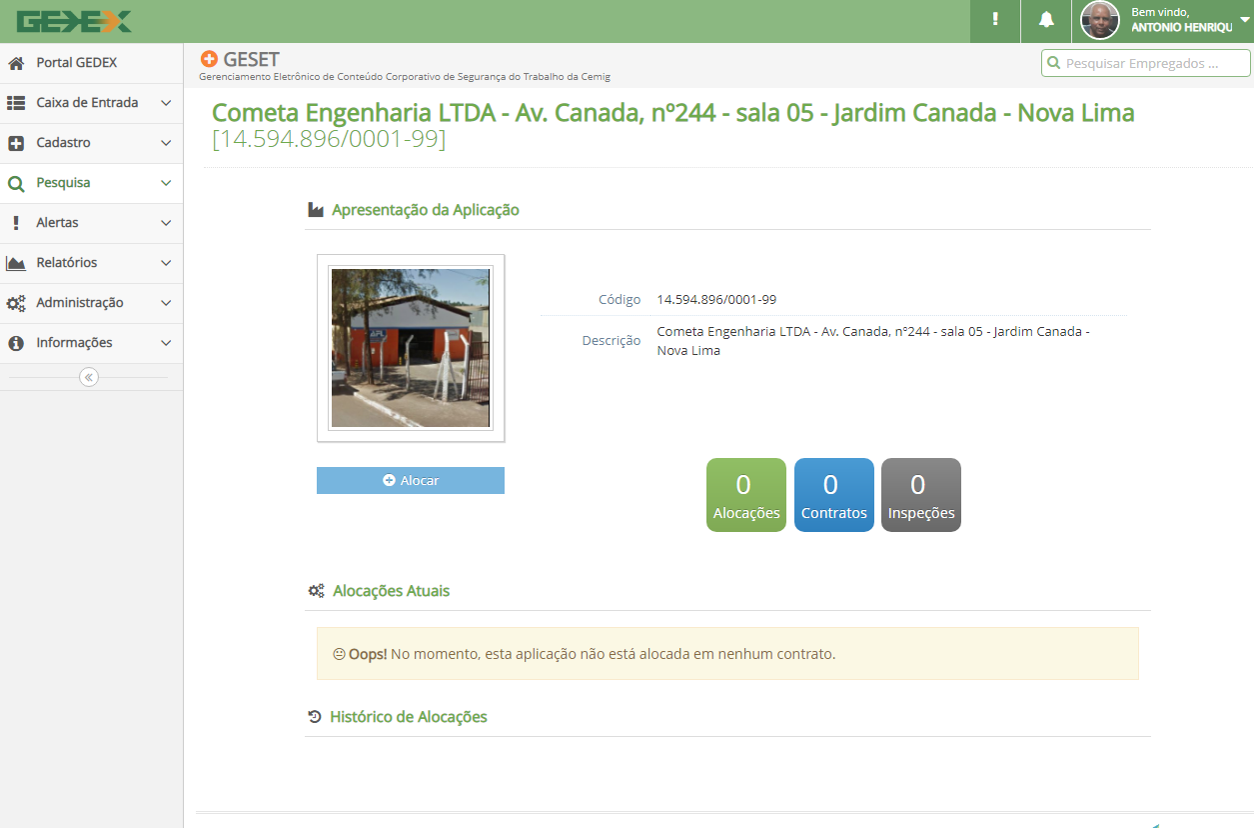 GEDEX
!
Bem vindo,
ANTONIO HENRIQU
Portal GEDEX
Caixa de Entrada
Cadastro
Pesquisa
Alertas
Relatórios
Administração
Informações
GESET
Gerenciamento Eletrônico de Conteúdo Corporativo de Segurança do Trabalho da Cemig
Pesquisar Empregados ...
Cometa Engenharia LTDA - Av. Canada, nº244 - sala 05 - Jardim Canada - Nova Lima
[14.594.896/0001-99]
Apresentação da Aplicação
Código 14.594.896/0001-99
Descrição Cometa Engenharia LTDA - Av. Canada, nº244 - sala 05 - Jardim Canada -
Nova Lima
Alocar
0 Alocações
0 Contratos
0 Inspeções
Alocações Atuais
Oops! No momento, esta aplicação não está alocada em nenhum contrato.
Histórico de Alocações